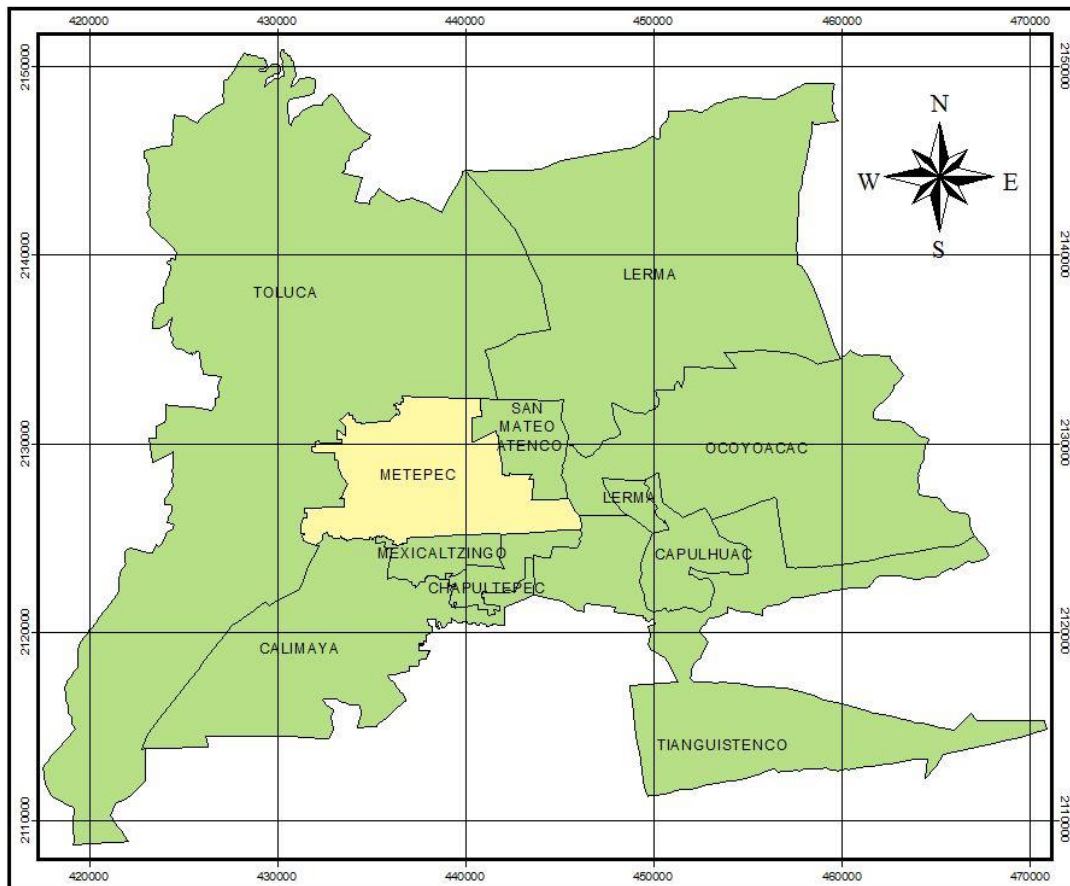 420000 430000 440000 450000 460000 470000
2150000 2150000
N
W E
S
2140000 2140000
LERMA
TOLUCA
SAN
MATEO
ATENCO
2130000 2130000
OCOYOACAC
METEPEC
LERMA
MEXICALTZINGO
CAPULHUAC
CHAPULTEPEC
2120000 2120000
CALIMAYA
TIANGUISTENCO
2110000 2110000
420000 430000 440000 450000 460000 470000